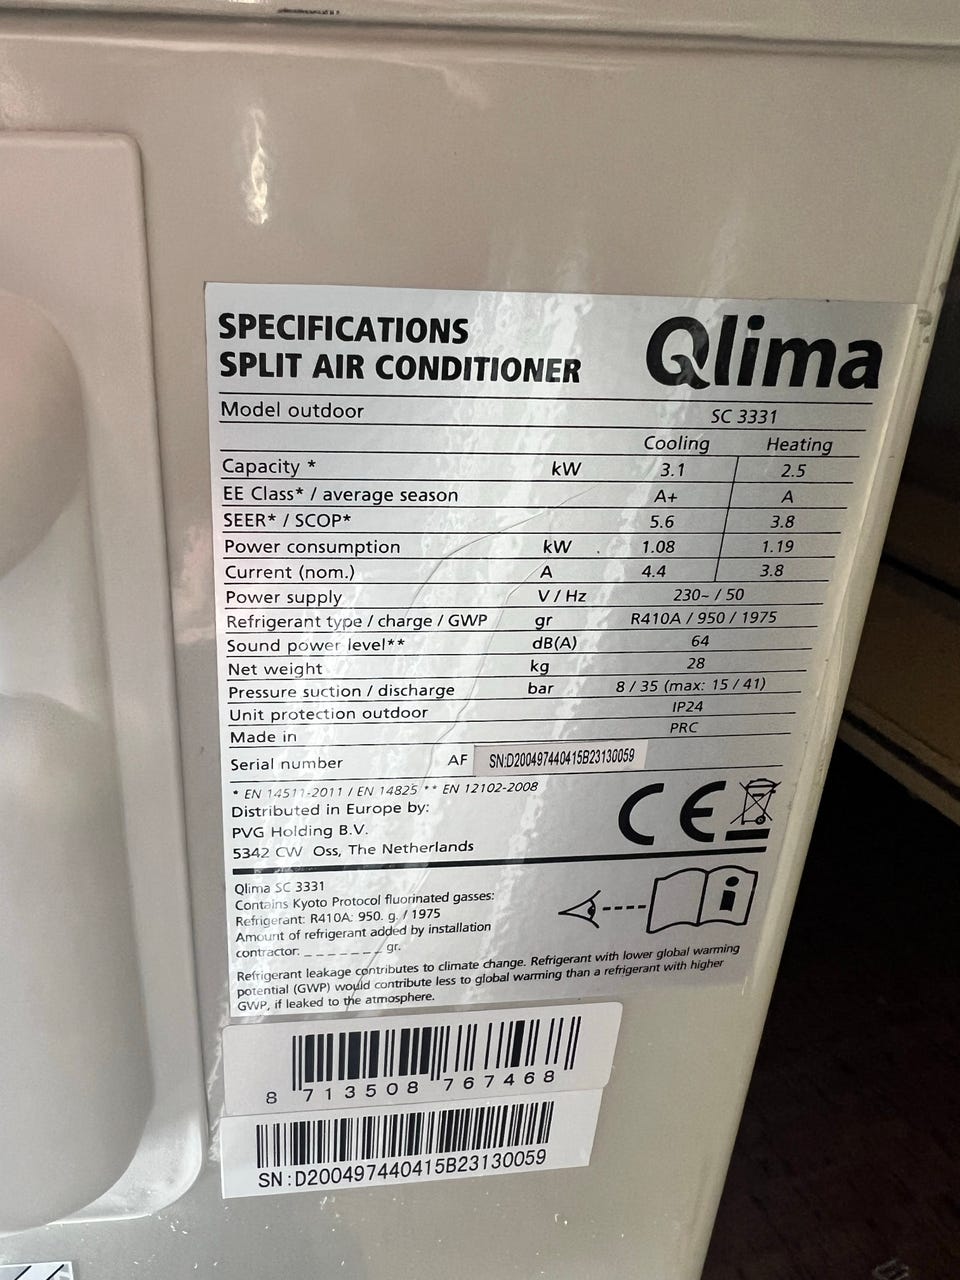 SPECIFICATIONS
SPLIT AIR CONDITIONER
Qlima
Model outdoor SC 3331
Cooling Heating
Capacity * kW 3.1 2.5
EE Class* / average season A+ A
SEER* / SCOP* 5.6 3.8
Power consumption kW 1.08 1.19
Current (nom.) A 4.4 3.8
Power supply V / Hz 230~ / 50
Refrigerant type / charge / GWP gr R410A / 950 / 1975
Sound power level** dB(A) 64
Net weight kg 28
Pressure suction / discharge bar 8 / 35 (max: 15 / 41)
Unit protection outdoor IP24
Made in PRC
Serial number AF SN:D200497440415B23130059
* EN 14511-2011 / EN 14825 ** EN 12102-2008
Distributed in Europe by:
PVG Holding B.V.
5342 CW Oss, The Netherlands
CE
Qlima SC 3331
Contains Kyoto Protocol fluorinated gasses:
Refrigerant: R410A: 950. g. / 1975
Amount of refrigerant added by installation
contractor: _ _ _ _ _ _ _ _ gr.
i
Refrigerant leakage contributes to climate change. Refrigerant with lower global warming
potential (GWP) would contribute less to global warming than a refrigerant with higher
GWP, if leaked to the atmosphere.
8 713508 767468
SN:D200497440415B23130059